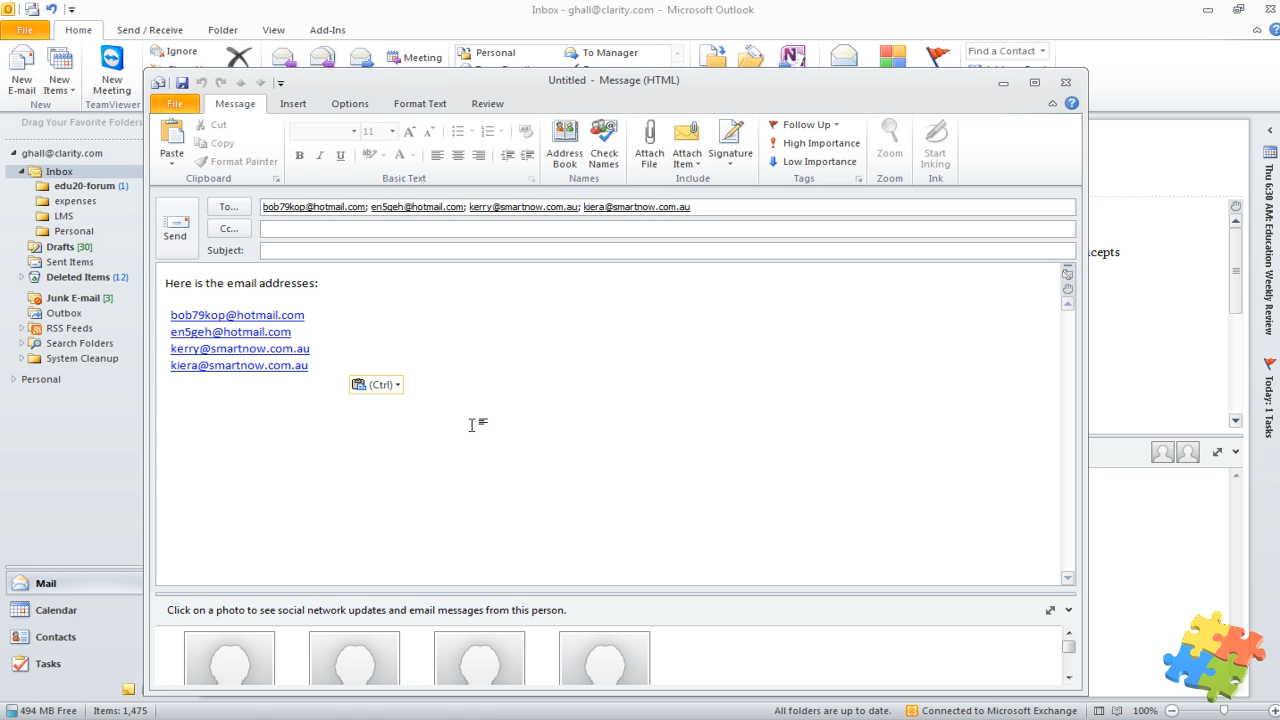 Inbox - ghall@clarity.com - Microsoft Outlook
File Home Send / Receive Folder View Add-Ins
New E-mail
New Items
New Meeting
Ignore
Meeting
Personal
To Manager
Find a Contact
New
TeamViewer
Drag Your Favorite Folders
ghall@clarity.com
Inbox
edu20-forum (1)
expenses
LMS
Personal
Drafts [30]
Sent Items
Deleted Items (12)
Junk E-mail [3]
Outbox
RSS Feeds
Search Folders
System Cleanup
Personal
Mail
Calendar
Contacts
Tasks
Untitled - Message (HTML)
File Message Insert Options Format Text Review
Paste
Cut
Copy
Format Painter
Clipboard
11
B I U
A
Basic Text
Address Book
Check Names
Names
Attach File
Attach Item
Signature
Include
Follow Up
High Importance
Low Importance
Tags
Zoom
Zoom
Start Inking
Ink
Send
To... bob79kop@hotmail.com; en5geh@hotmail.com; kerry@smartnow.com.au; kiera@smartnow.com.au
Cc...
Subject:
Here is the email addresses:
bob79kop@hotmail.com
en5geh@hotmail.com
kerry@smartnow.com.au
kiera@smartnow.com.au
(Ctrl)
Click on a photo to see social network updates and email messages from this person.
cepts
Thu 6:30 AM: Education Weekly Review
Today: 1 Tasks
494 MB Free Items: 1,475 All folders are up to date. Connected to Microsoft Exchange 100%